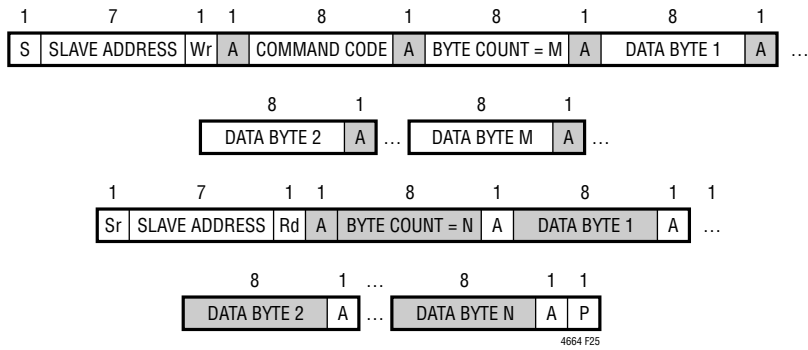 1 7 1 1 8 1 8 1 8 1
S SLAVE ADDRESS Wr A COMMAND CODE A BYTE COUNT = M A DATA BYTE 1 A …
8 1 8 1
DATA BYTE 2 A … DATA BYTE M A …
1 7 1 1 8 1 8 1 1
Sr SLAVE ADDRESS Rd A BYTE COUNT = N A DATA BYTE 1 A …
8 1 … 8 1 1
DATA BYTE 2 A … DATA BYTE N A P
4664 F25